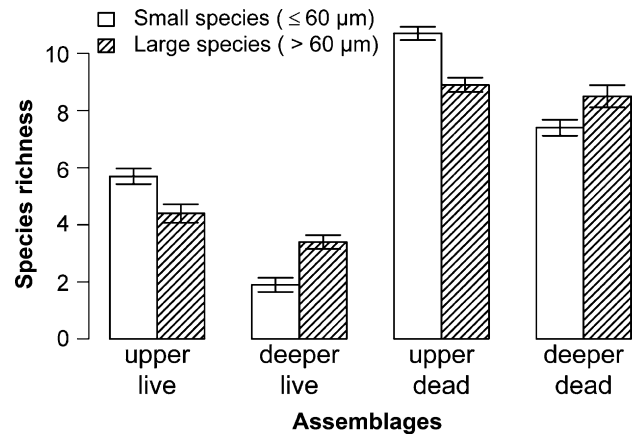 Small species ( ≤ 60 µm)
Large species ( > 60 µm)
Species richness
10
8
6
4
2
0
upper live
deeper live
upper dead
deeper dead
Assemblages